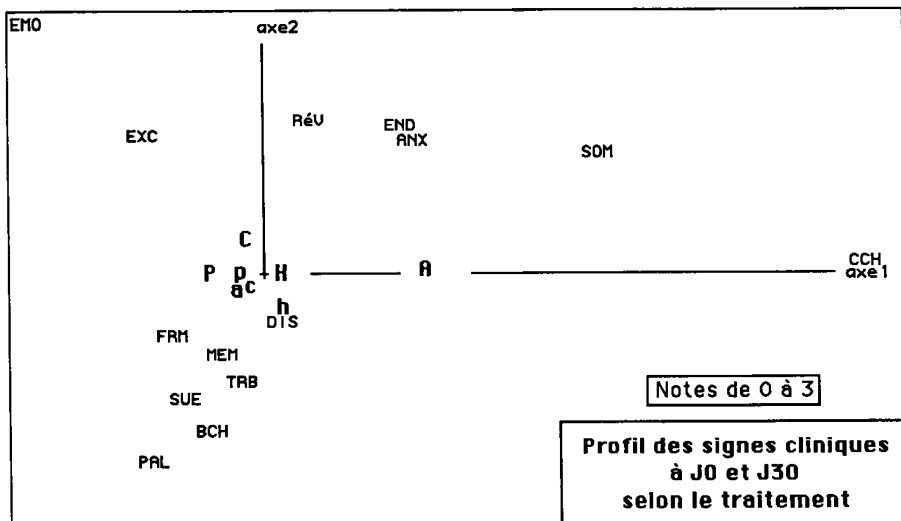 EMO axe2
RéV END
EXC ANX SOM
C
P p H A CCH
a c axe1
h
DIS
FRM
MEM
TRB Notes de 0 à 3
SUE
BCH Profil des signes cliniques
PAL à J0 et J30
selon le traitement